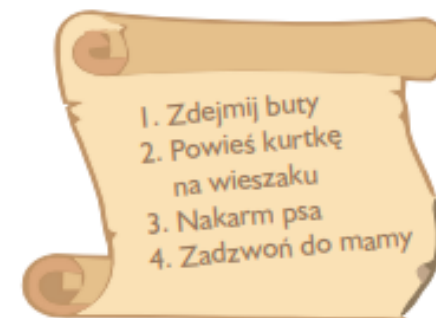 1. Zdejmij buty
2. Powieś kurtkę
na wieszaku
3. Nakarm psa
4. Zadzwoń do mamy